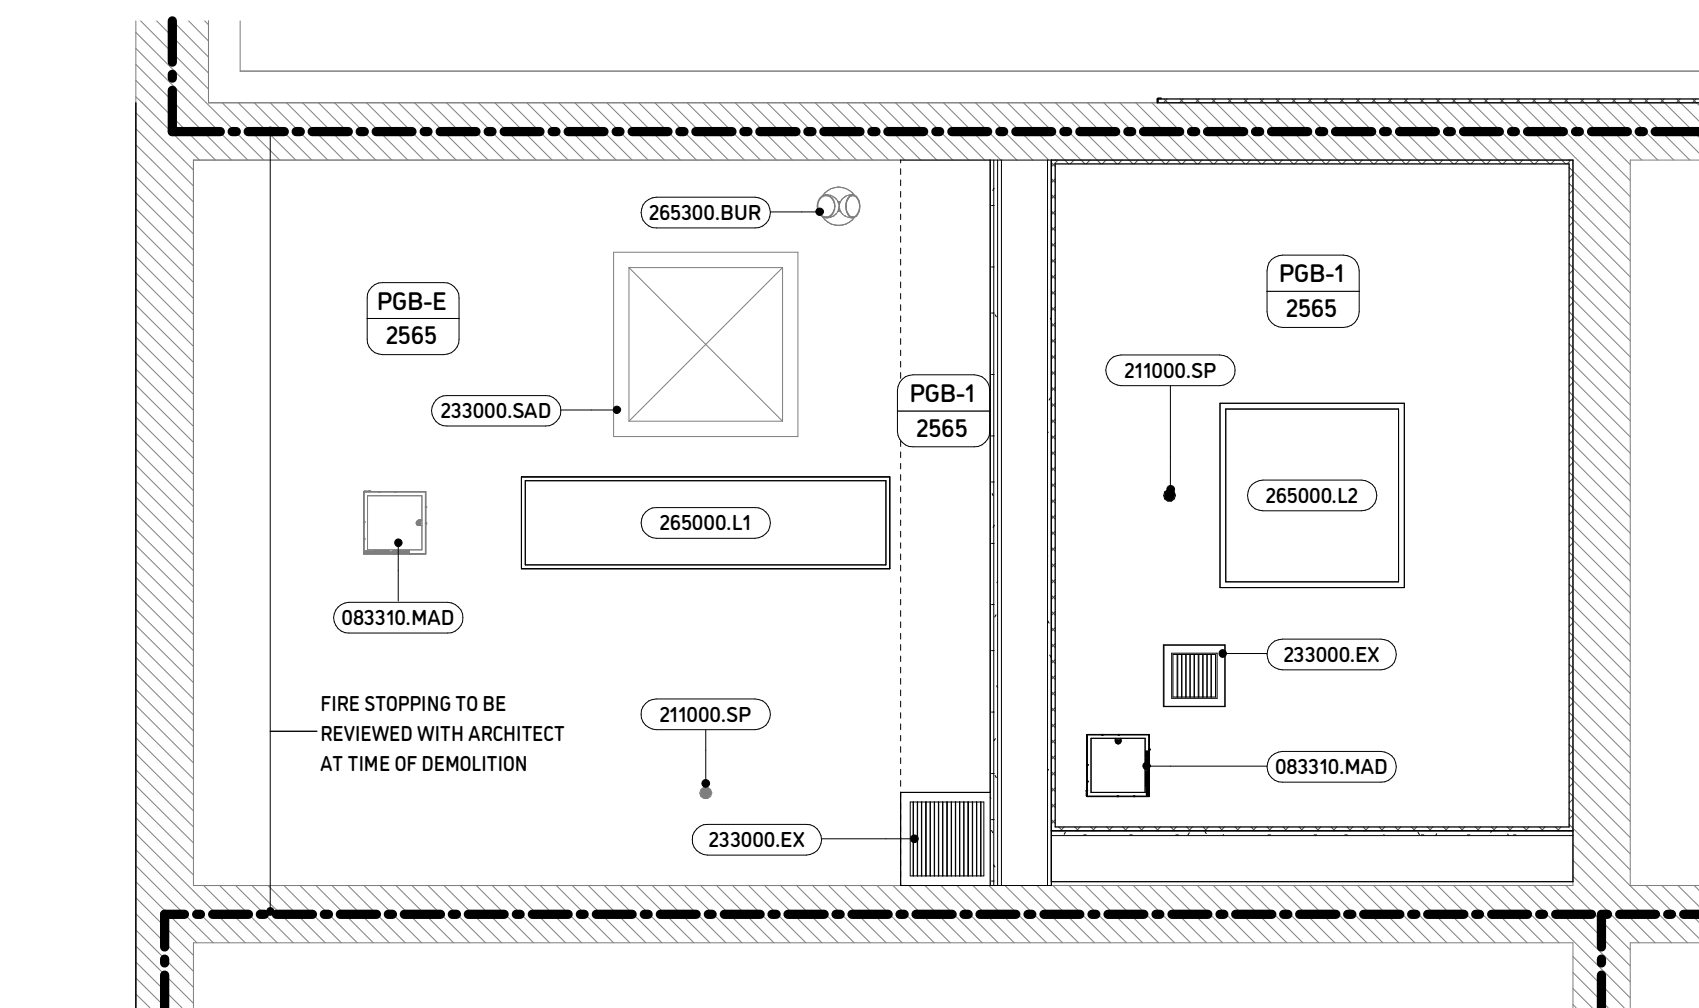 265300.BUR
PGB-E
2565
PGB-1
2565
211000.SP
233000.SAD
PGB-1
2565
265000.L2
265000.L1
083310.MAD
233000.EX
FIRE STOPPING TO BE
REVIEWED WITH ARCHITECT
AT TIME OF DEMOLITION
211000.SP
083310.MAD
233000.EX